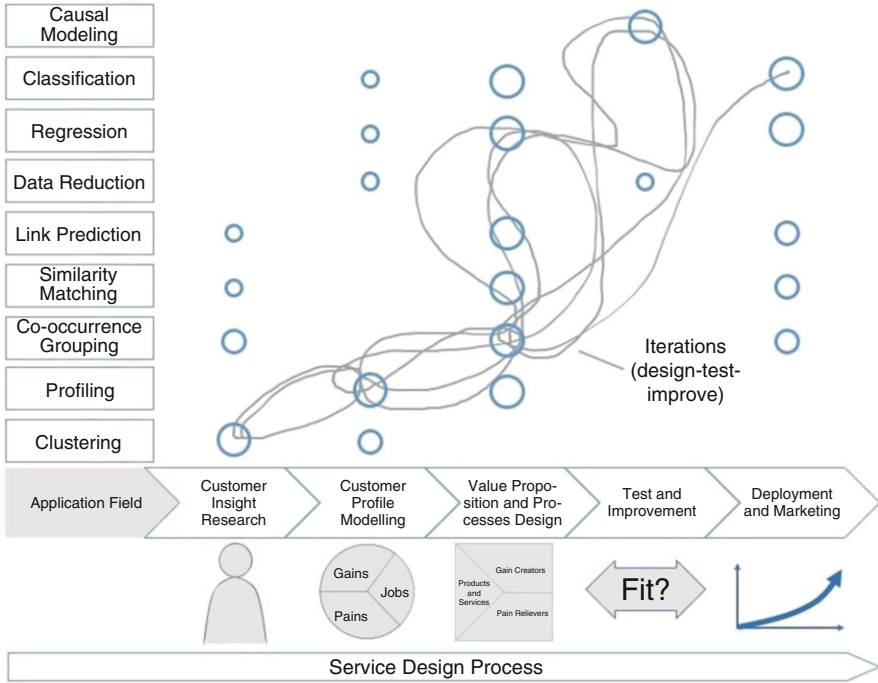 Causal
Modeling
Classification
Regression
Data Reduction
Link Prediction
Similarity
Matching
Co-occurrence
Grouping
Profiling
Clustering
Iterations
(design-test-
improve)
Application Field
Customer
Insight
Research
Customer
Profile
Modelling
Value Propo-
sition and Pro-
cesses Design
Test and
Improvement
Deployment
and Marketing
Gains
Jobs
Pains
Products
and
Services
Gain Creators
Pain Relievers
Fit?
Service Design Process